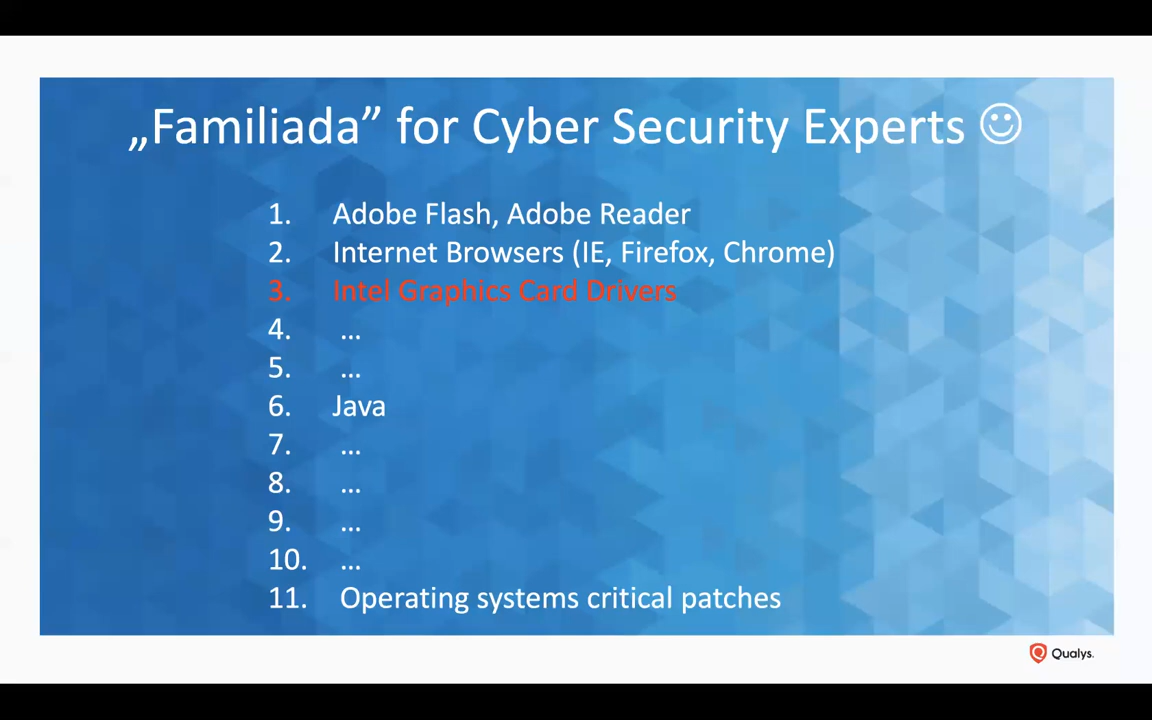 „Familiada” for Cyber Security Experts ☺
1. Adobe Flash, Adobe Reader
2. Internet Browsers (IE, Firefox, Chrome)
3. Intel Graphics Card Drivers
4. ...
5. ...
6. Java
7. ...
8. ...
9. ...
10. ...
11. Operating systems critical patches
Qualys.